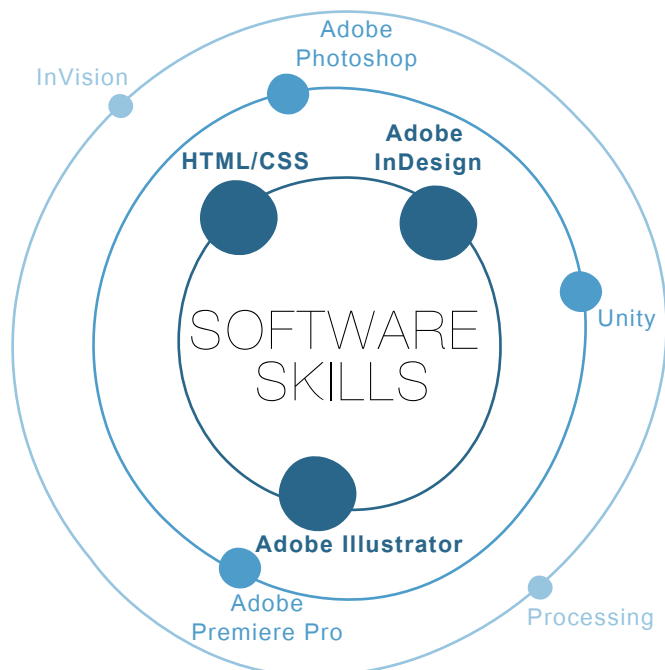 Adobe
Photoshop
InVision
Adobe
InDesign
HTML/CSS
SOFTWARE
SKILLS
Unity
Adobe Illustrator
Adobe
Premiere Pro
Processing